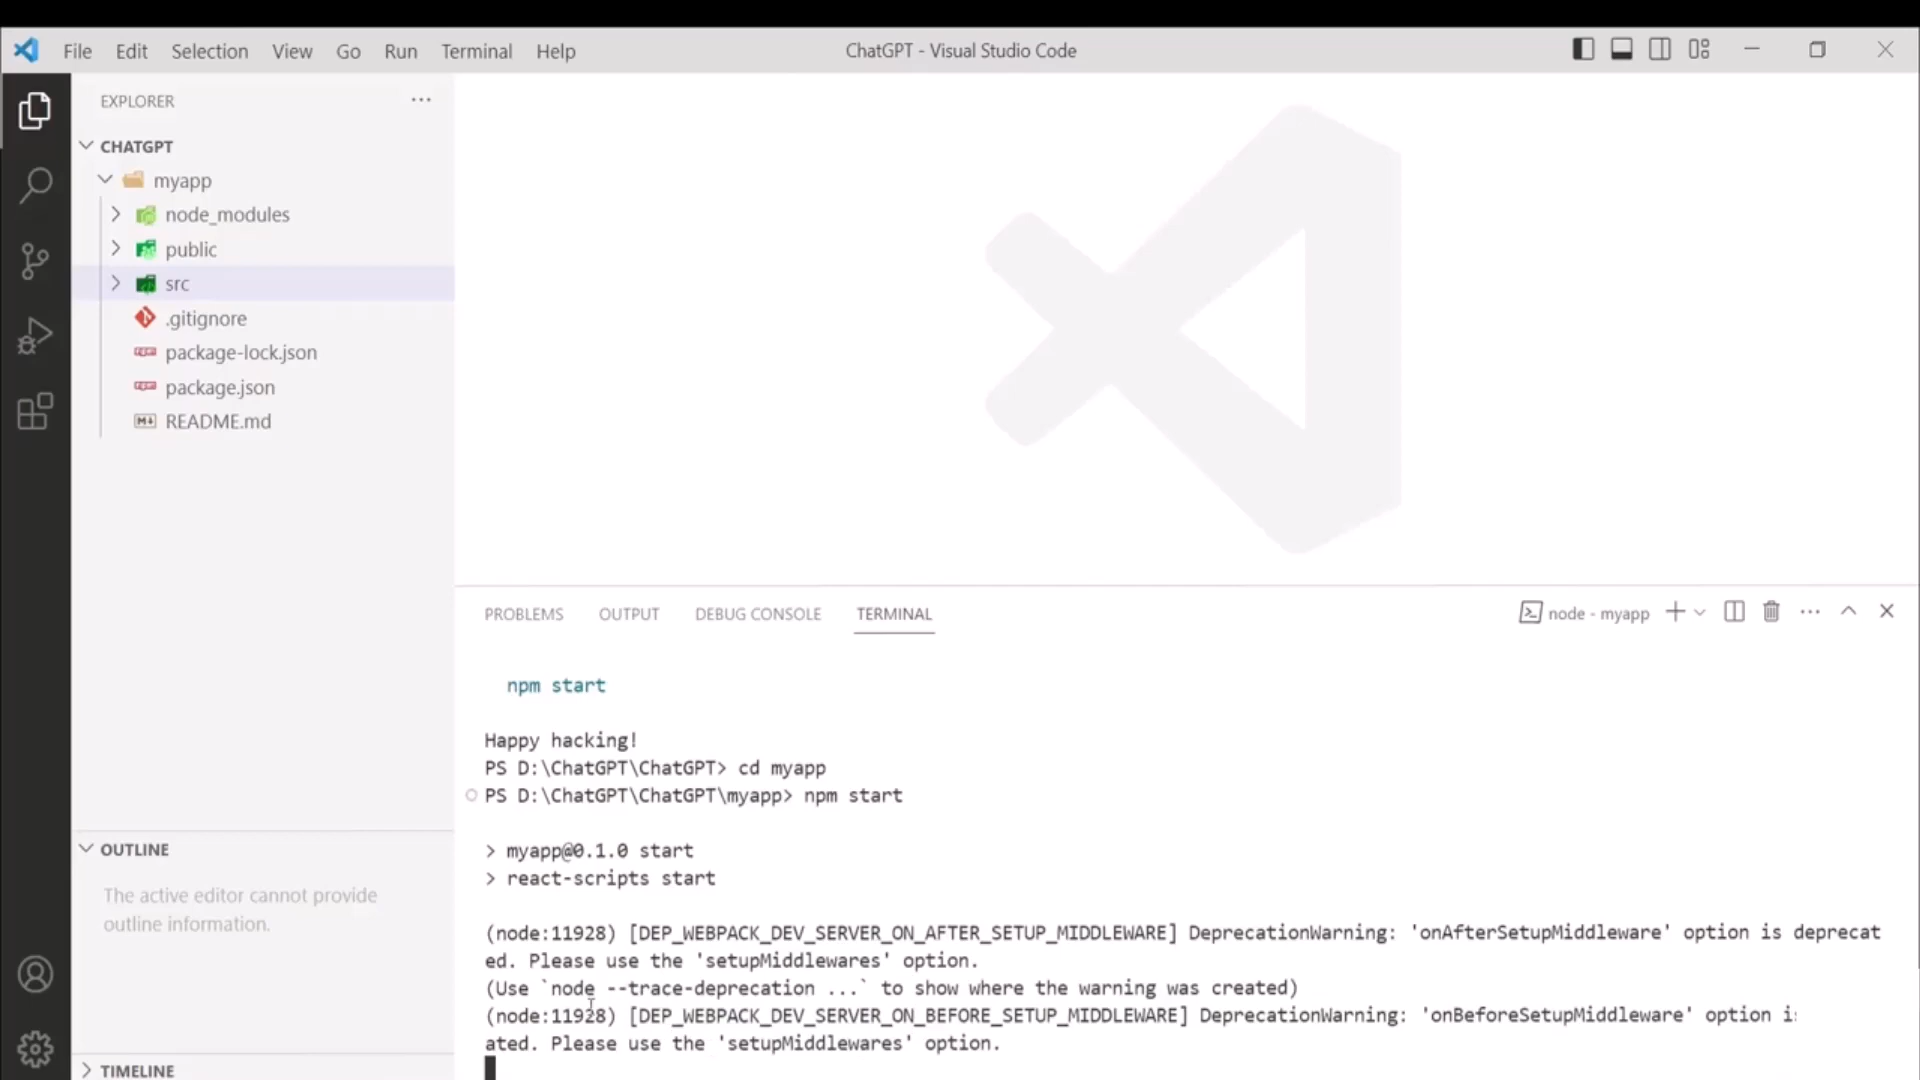 File Edit Selection View Go Run Terminal Help
ChatGPT - Visual Studio Code
EXPLORER
CHATGPT
myapp
node_modules
public
src
.gitignore
package-lock.json
package.json
README.md
OUTLINE
The active editor cannot provide
outline information.
TIMELINE
PROBLEMS OUTPUT DEBUG CONSOLE TERMINAL
node - myapp
npm start
Happy hacking!
PS D:\ChatGPT\ChatGPT> cd myapp
PS D:\ChatGPT\ChatGPT\myapp> npm start
> myapp@0.1.0 start
> react-scripts start
(node:11928) [DEP_WEBPACK_DEV_SERVER_ON_AFTER_SETUP_MIDDLEWARE] DeprecationWarning: 'onAfterSetupMiddleware' option is deprecat
ed. Please use the 'setupMiddlewares' option.
(Use `node --trace-deprecation ...` to show where the warning was created)
(node:11928) [DEP_WEBPACK_DEV_SERVER_ON_BEFORE_SETUP_MIDDLEWARE] DeprecationWarning: 'onBeforeSetupMiddleware' option
ated. Please use the 'setupMiddlewares' option.